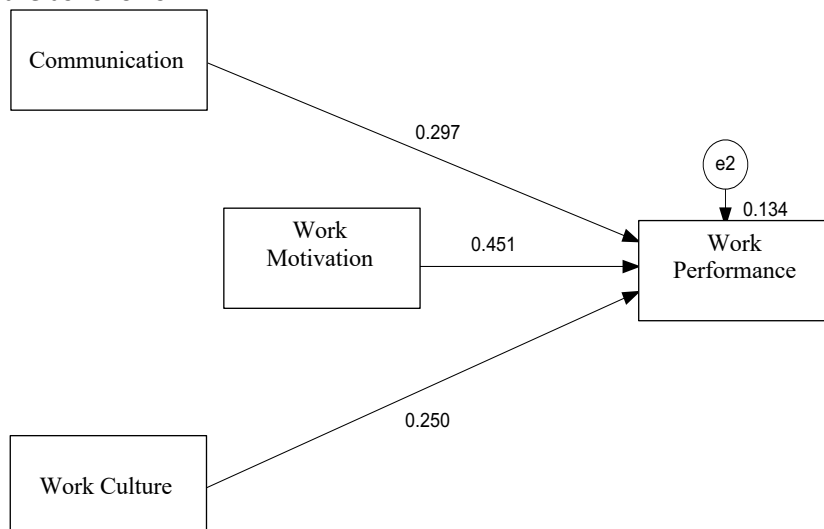 Communication
0.297
e2
0.134
Work
Motivation
0.451
Work
Performance
0.250
Work Culture